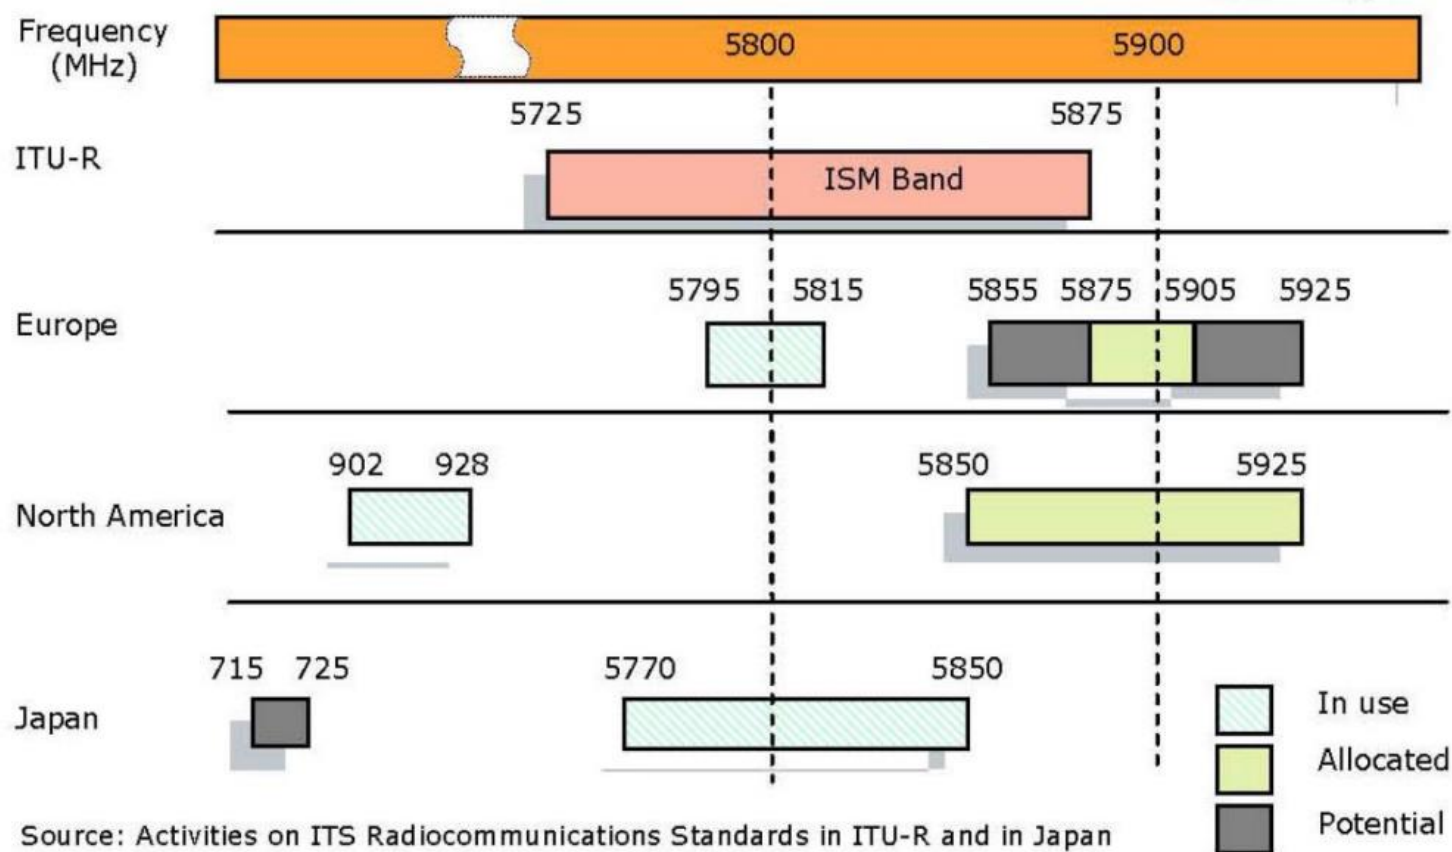 Frequency
(MHz)
5800 5900
5725 5875
ITU-R
ISM Band
5795 5815 5855 5875 5905 5925
Europe
902 928 5850 5925
North America
715 725 5770 5850
Japan
In use
Allocated
Potential
Source: Activities on ITS Radiocommunications Standards in ITU-R and in Japan